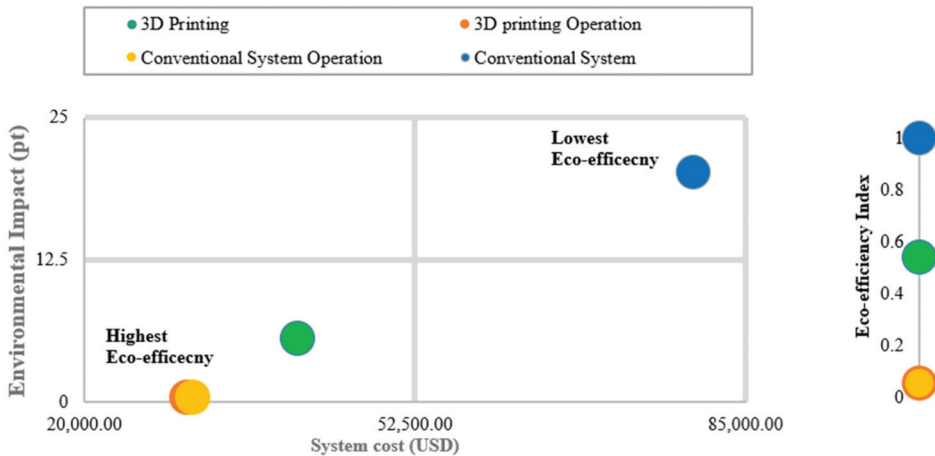 3D Printing
3D printing Operation
Conventional System Operation
Conventional System
Environmental Impact (pt)
25
12.5
0
Lowest
Eco-efficecny
Highest
Eco-efficecny
20,000.00
52,500.00
85,000.00
System cost (USD)
Eco-efficiency Index
1
0.8
0.6
0.4
0.2
0